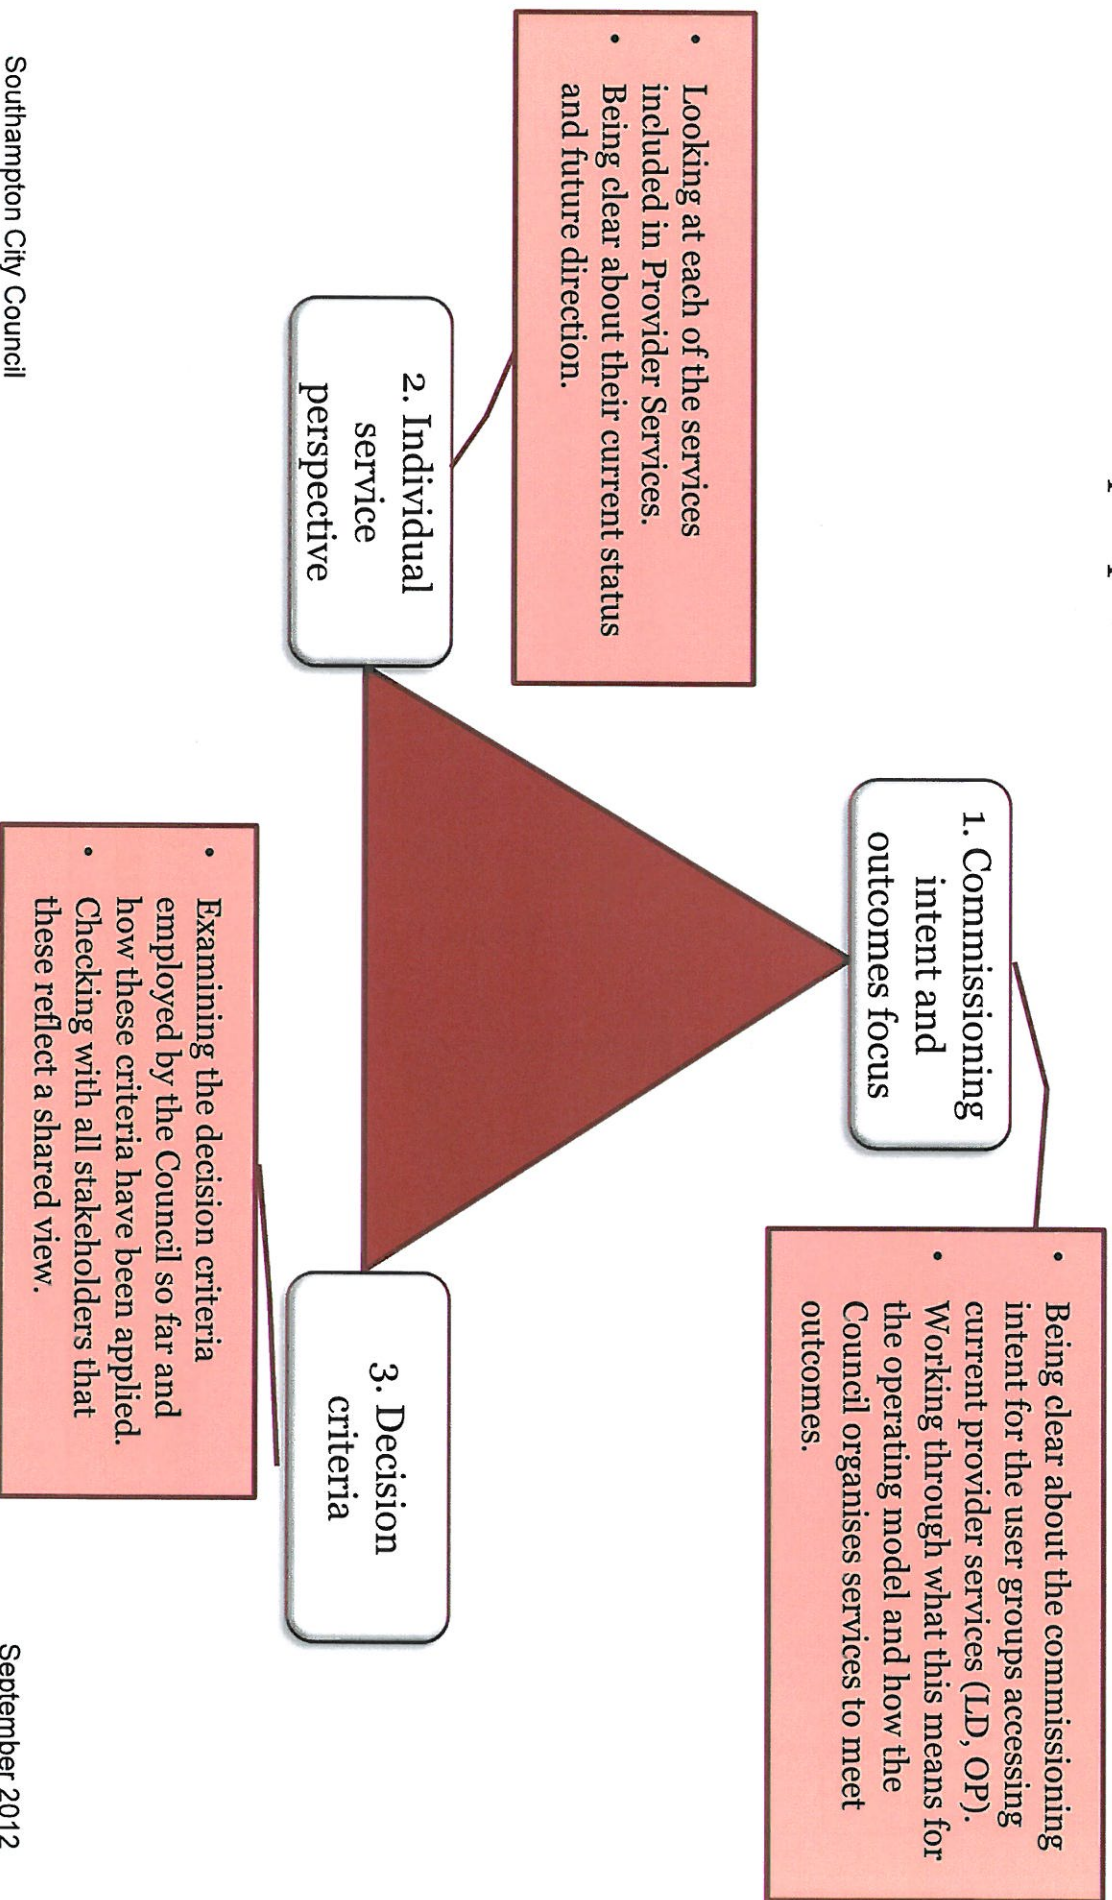 1. Commissioning
intent and
outcomes focus
• Being clear about the commissioning
intent for the user groups accessing
current provider services (LD, OP).
• Working through what this means for
the operating model and how the
Council organises services to meet
outcomes.
• Looking at each of the services
included in Provider Services.
• Being clear about their current status
and future direction.
2. Individual
service
perspective
3. Decision
criteria
• Examining the decision criteria
employed by the Council so far and
how these criteria have been applied.
• Checking with all stakeholders that
these reflect a shared view.
Southampton City Council
September 2012